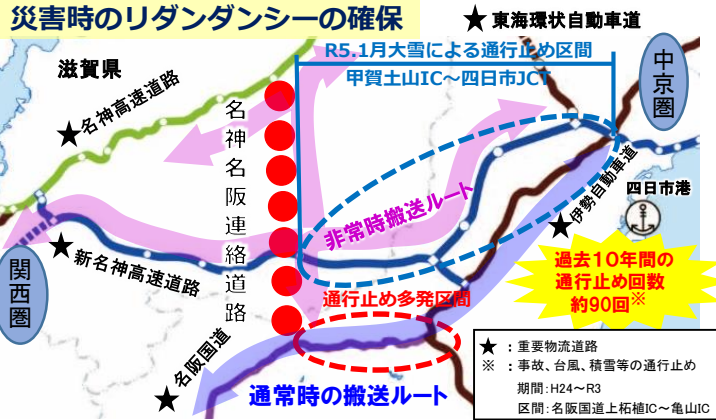 災害時のリダンダンシーの確保
★東海環状自動車道
R5.1月大雪による通行止め区間
甲賀土山IC～四日市JCT
滋賀県
中京圏
★名神高速道路
名神名阪連絡道路
非常時搬送ルート
★伊勢自動車道
四日市港
★新名神高速道路
関西圏
過去10年間の
通行止め回数
約90回※
通行止め多発区間
★名阪国道
通常時の搬送ルート
★：重要物流道路
※：事故、台風、積雪等の通行止め
期間：H24～R3
区間：名阪国道上柘植IC～亀山IC